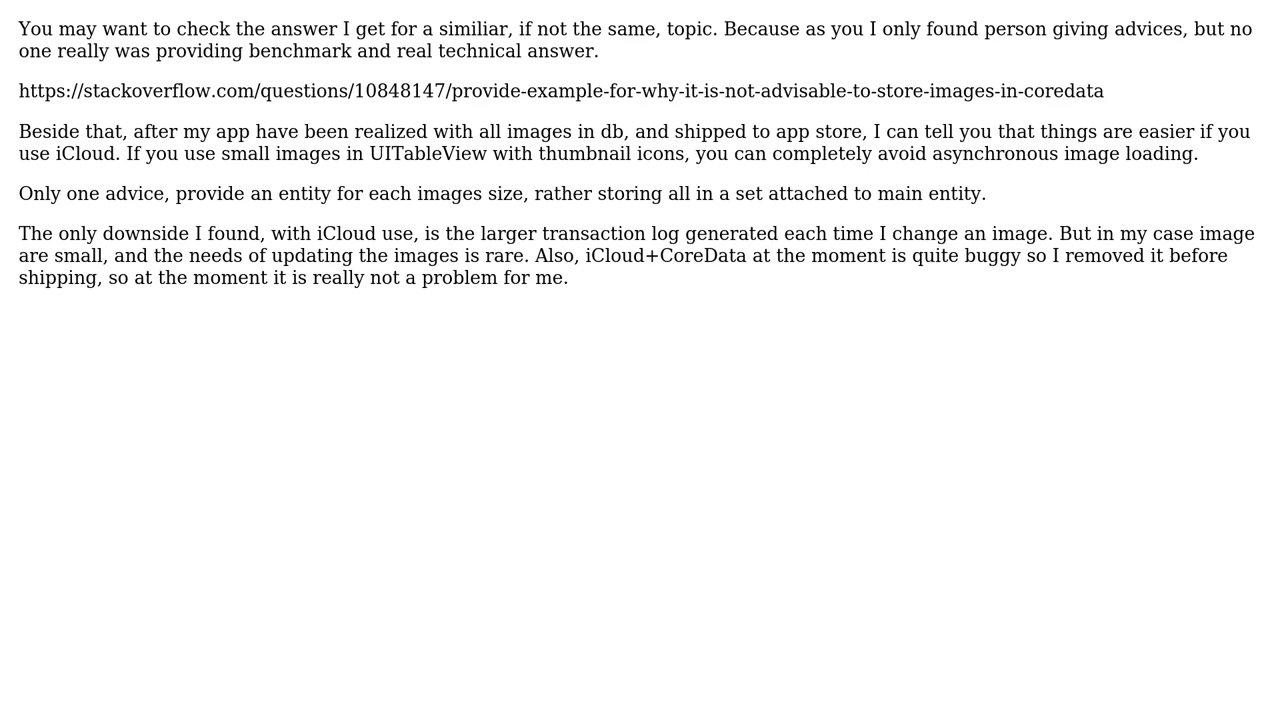 You may want to check the answer I get for a similiar, if not the same, topic. Because as you I only found person giving advices, but no
one really was providing benchmark and real technical answer.
https://stackoverflow.com/questions/10848147/provide-example-for-why-it-is-not-advisable-to-store-images-in-coredata
Beside that, after my app have been realized with all images in db, and shipped to app store, I can tell you that things are easier if you
use iCloud. If you use small images in UITableView with thumbnail icons, you can completely avoid asynchronous image loading.
Only one advice, provide an entity for each images size, rather storing all in a set attached to main entity.
The only downside I found, with iCloud use, is the larger transaction log generated each time I change an image. But in my case image
are small, and the needs of updating the images is rare. Also, iCloud+CoreData at the moment is quite buggy so I removed it before
shipping, so at the moment it is really not a problem for me.